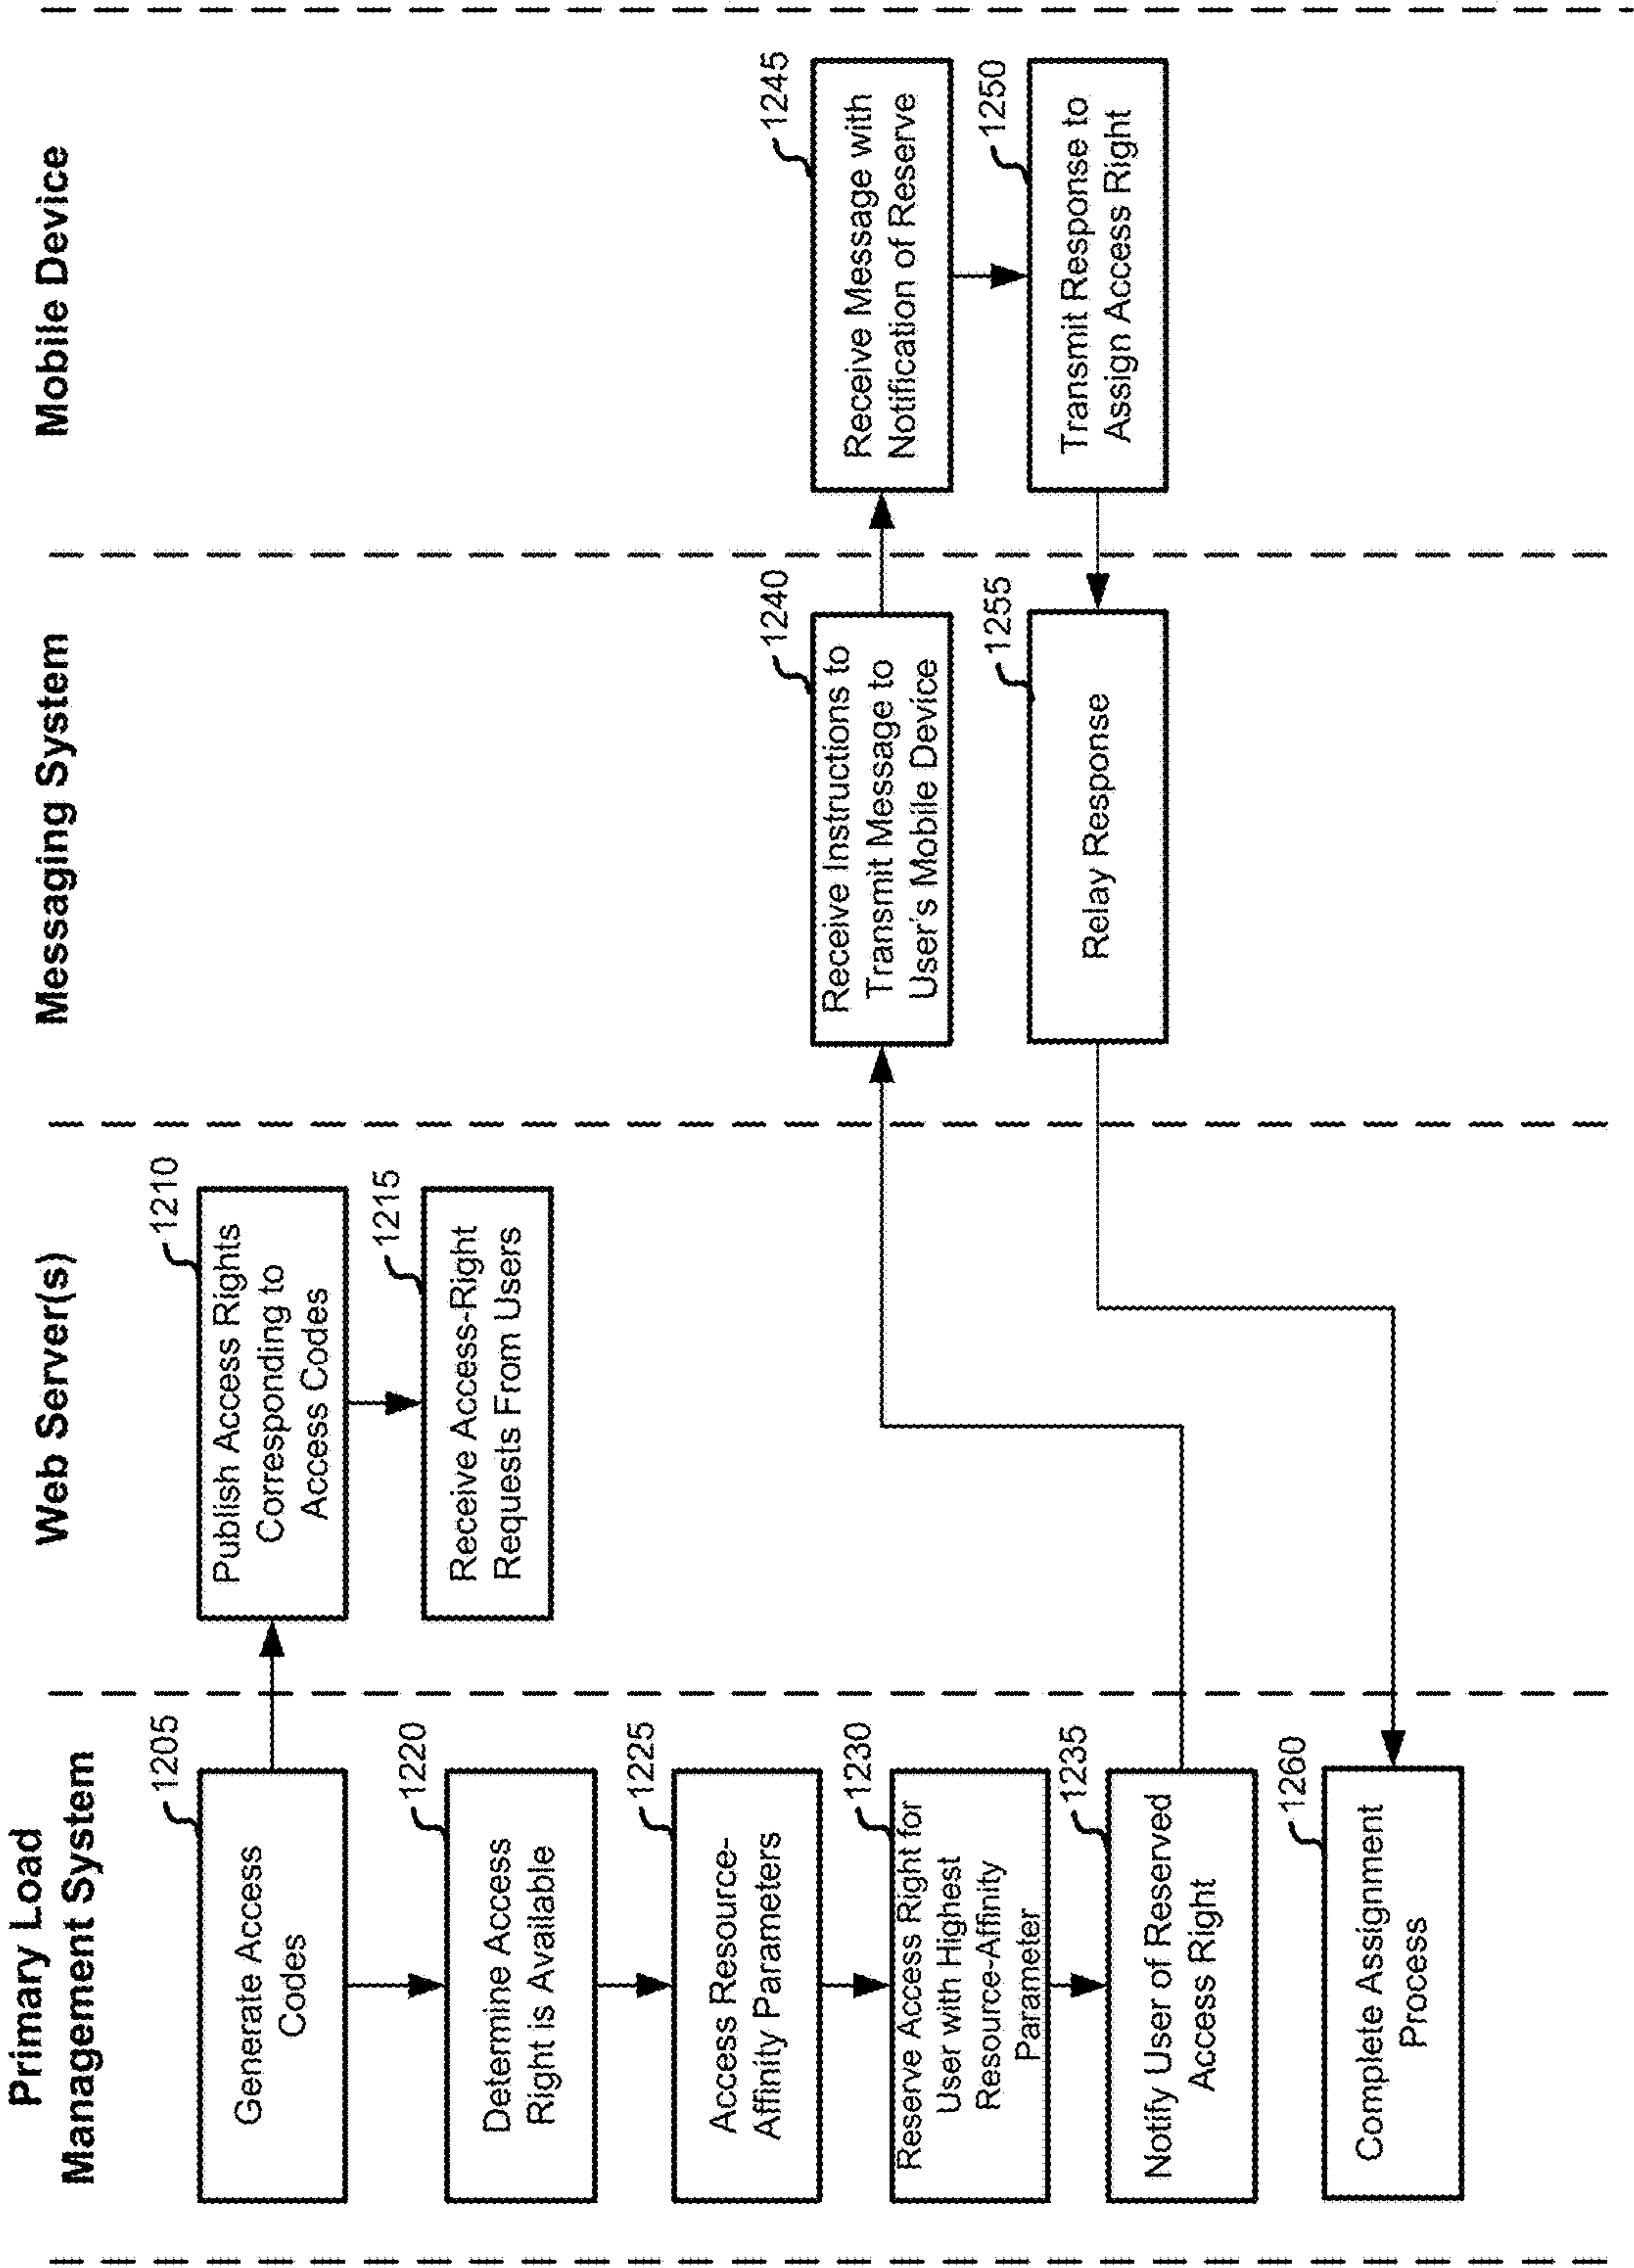 Primary Load
Management System
Web Server(s)
Messaging System
Mobile Device
1205
Generate Access
Codes
1210
Publish Access Rights
Corresponding to
Access Codes
1215
Receive Access-Right
Requests From Users
1220
Determine Access
Right is Available
1225
Access Resource-
Affinity Parameters
1230
Reserve Access Right for
User with Highest
Resource-Affinity
Parameter
1235
Notify User of Reserved
Access Right
1240
Receive Instructions to
Transmit Message to
User's Mobile Device
1245
Receive Message with
Notification of Reserve
1250
Transmit Response to
Assign Access Right
1255
Relay Response
1260
Complete Assignment
Process